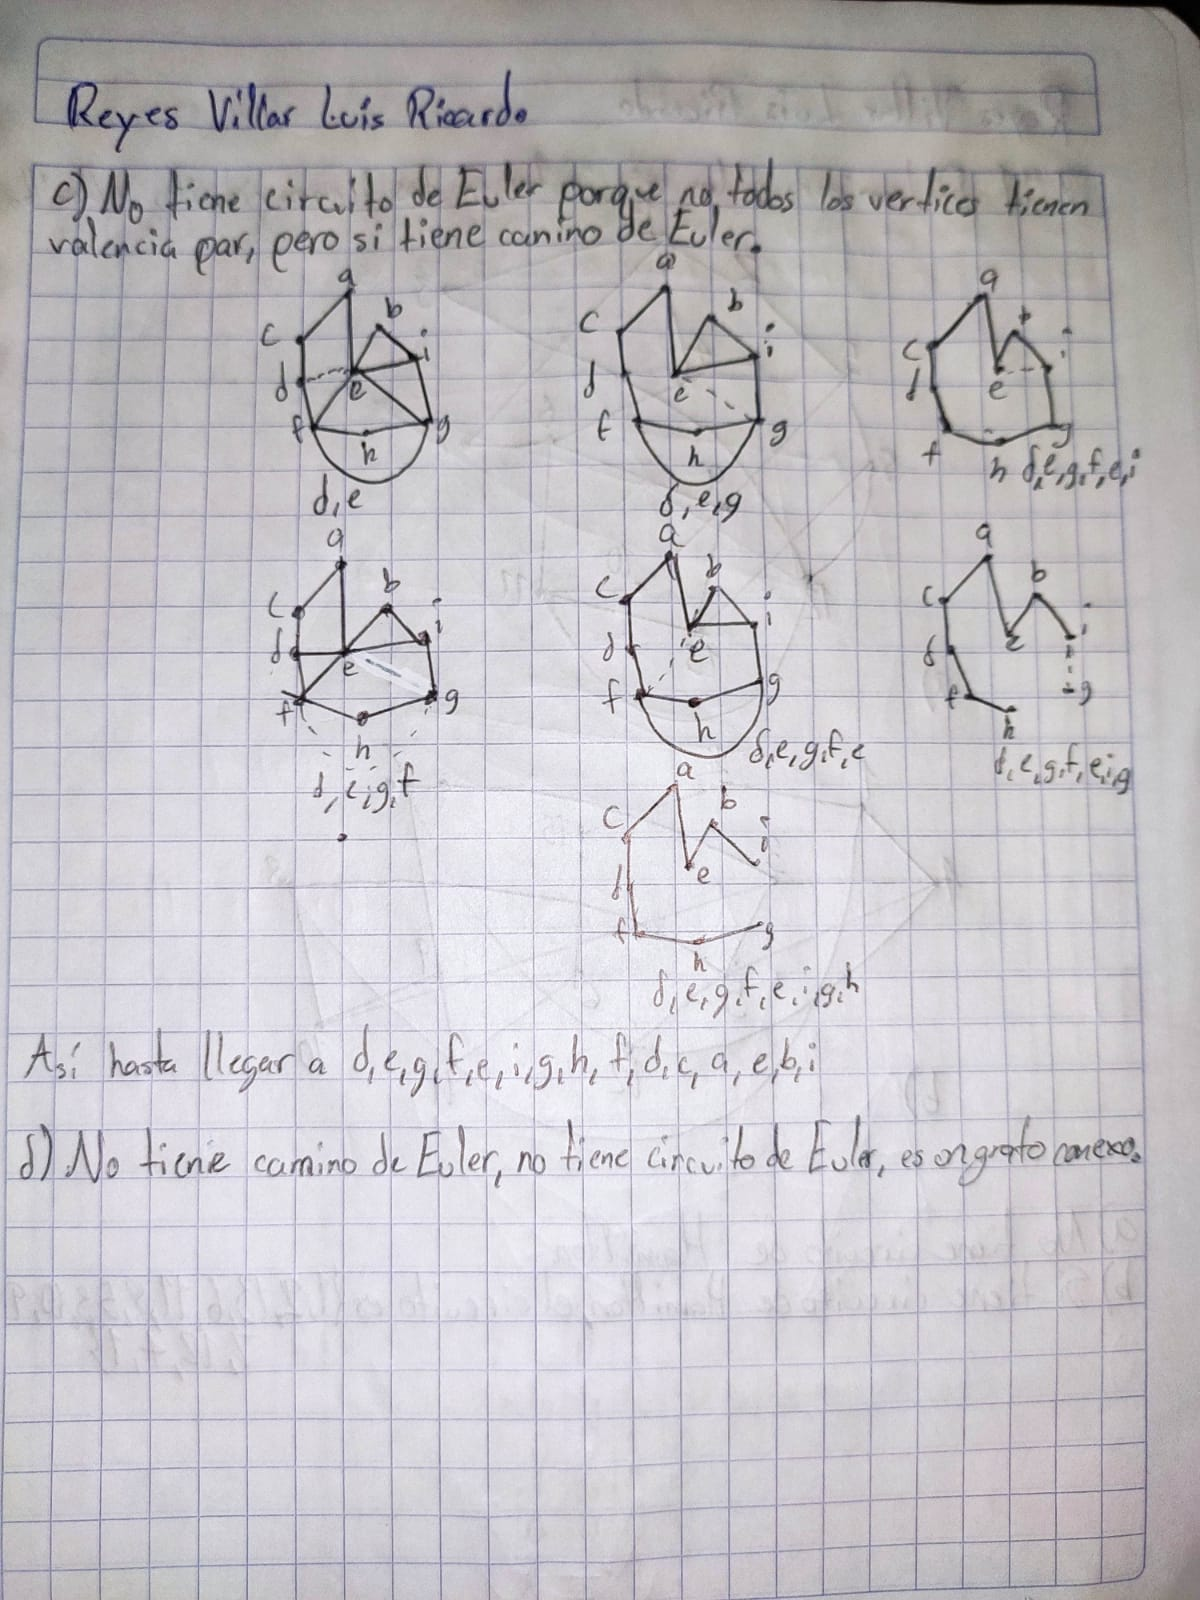 Reyes Villar Luis Ricardo
c) No tiene circuito de Euler porque no todos los vertices tienen
valencia par, pero si tiene camino de Euler.
a
b
c
i
d
e
f
g
h
d,e
a
b
c
i
d
e
f
g
h
d,e,g
a
b
c
i
d
e
f
g
h
d,e,g,f,e,i
a
b
c
i
d
e
f
g
h
d,e,g,f
a
b
c
i
d
e
f
g
h
d,e,g,f,e
a
b
c
i
d
e
f
g
h
d,e,g,f,e,i,g
a
b
c
i
d
e
f
g
h
d,e,g,f,e,i,g,h
Así hasta llegar a d,e,g,f,e,i,g,h,f,d,c,a,e,b,i
d) No tiene camino de Euler, no tiene circuito de Euler, es on grafo conexo.